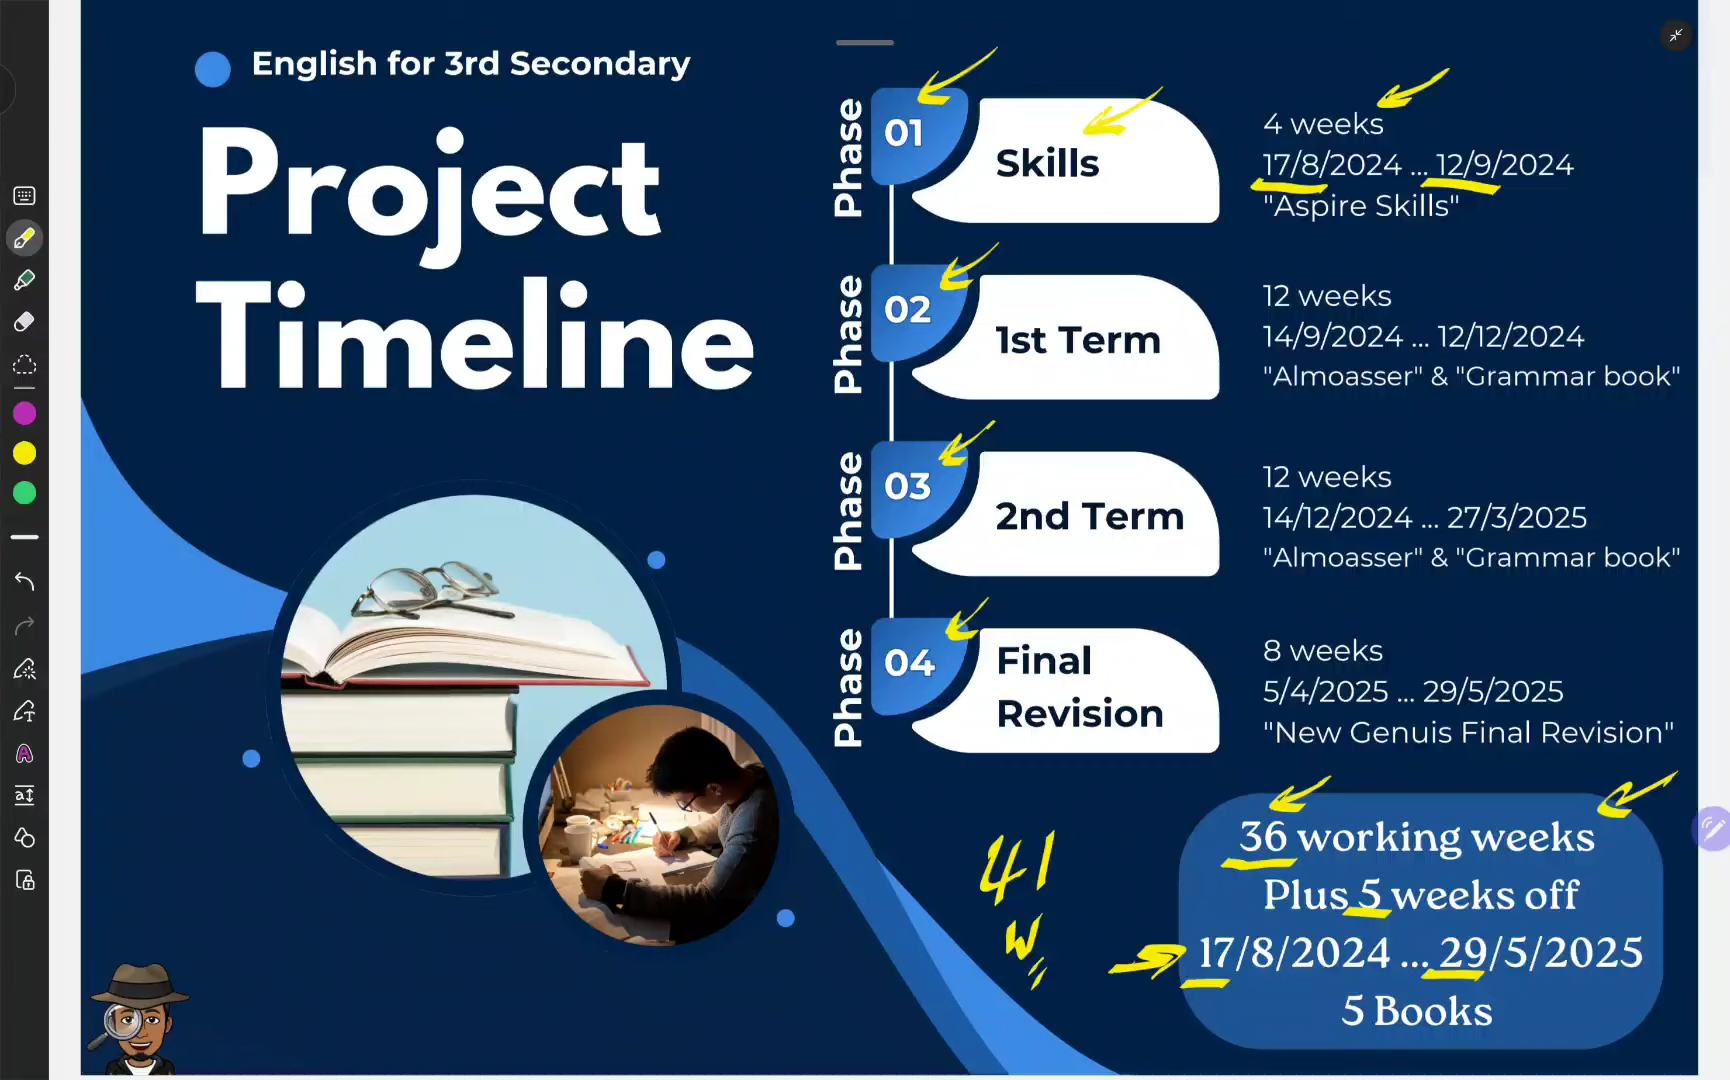 English for 3rd Secondary
Project
Timeline
Phase
01
Skills
4 weeks
17/8/2024 ... 12/9/2024
"Aspire Skills"
Phase
02
1st Term
12 weeks
14/9/2024 ... 12/12/2024
"Almoasser" & "Grammar book"
Phase
03
2nd Term
12 weeks
14/12/2024 ... 27/3/2025
"Almoasser" & "Grammar book"
Phase
04
Final
Revision
8 weeks
5/4/2025 ... 29/5/2025
"New Genuis Final Revision"
36 working weeks
Plus 5 weeks off
17/8/2024 ... 29/5/2025
5 Books
41
W